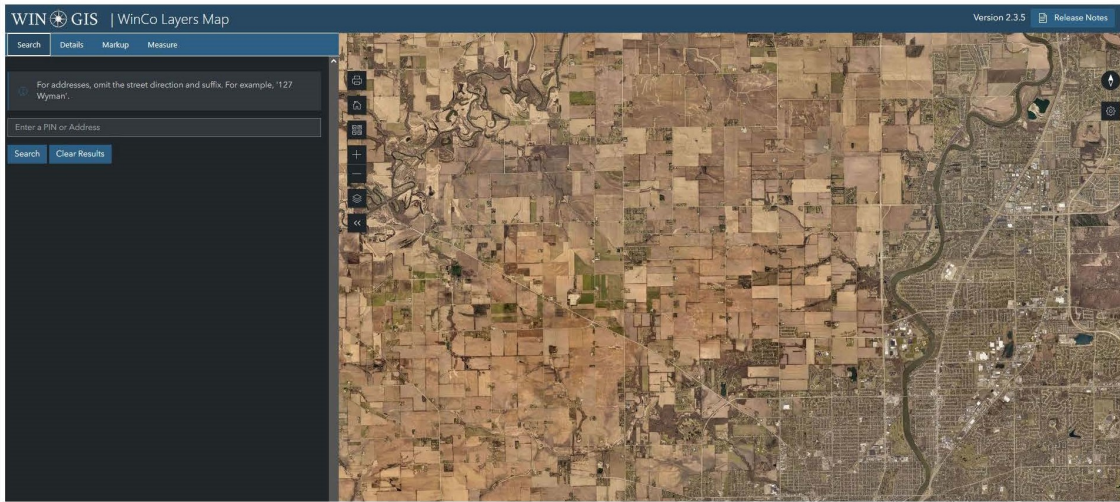 WIN GIS | WinCo Layers Map
Version 2.3.5
Release Notes
Search
Details
Markup
Measure
For addresses, omit the street direction and suffix. For example, '127
Wyman'.
Enter a PIN or Address
Search
Clear Results